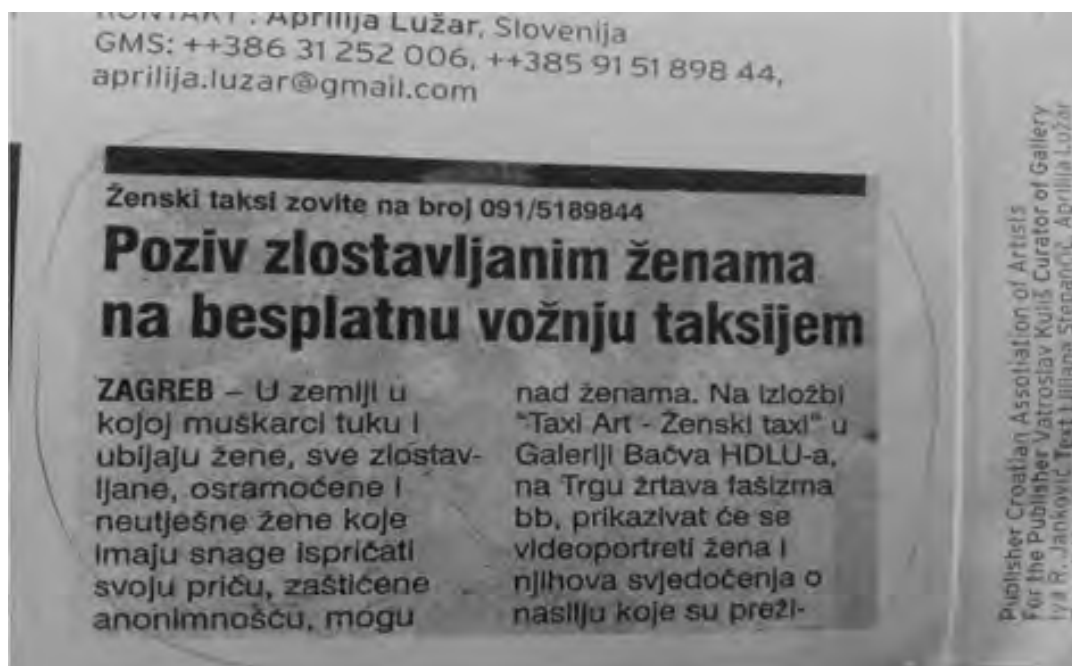 KONTAKT : Aprilija Lužar, Slovenija
GMS: ++386 31 252 006, ++385 91 51 898 44,
aprilija.luzar@gmail.com
Ženski taksi zovite na broj 091/5189844
Poziv zlostavljanim ženama
na besplatnu vožnju taksijem
ZAGREB – U zemlji u
kojoj muškarci tuku i
ubijaju žene, sve zlostav-
ljane, osramoćene i
neutješne žene koje
imaju snage ispričati
svoju priču, zaštićene
anonimnošću, mogu
nad ženama. Na izložbi
"Taxi Art - Ženski taxi" u
Galeriji Bačva HDLU-a,
na Trgu žrtava fašizma
bb, prikazivat će se
videoportreti žena i
njihova svjedočenja o
nasilju koje su preži-
Publisher Croatian Assotiation of Artists
For the Publisher Vatroslav Kuliš Curator of Gallery
Iva R. Janković Text Liljana Stepančič, Aprilija Lužar